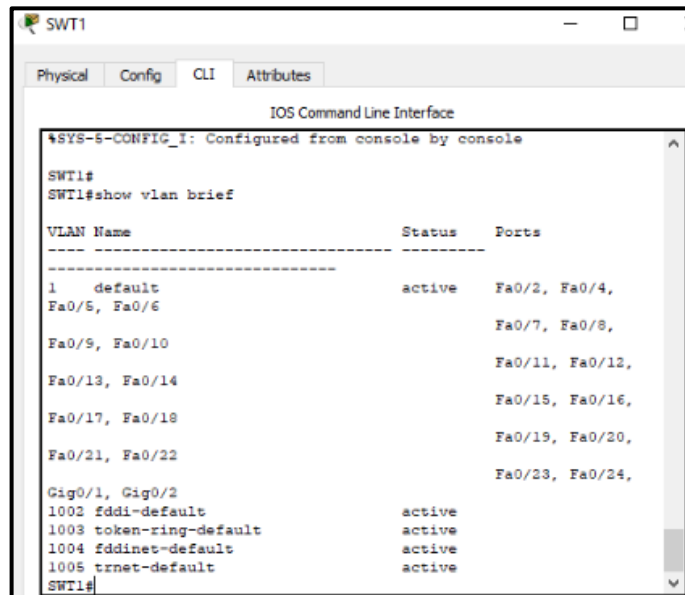 SWT1
Physical Config CLI Attributes
IOS Command Line Interface
%SYS-5-CONFIG_I: Configured from console by console
SWT1#
SWT1#show vlan brief
VLAN Name Status Ports
---- -------------------------------- ---------
-------------------------------
1 default active Fa0/2, Fa0/4,
Fa0/5, Fa0/6
Fa0/7, Fa0/8,
Fa0/9, Fa0/10
Fa0/11, Fa0/12,
Fa0/13, Fa0/14
Fa0/15, Fa0/16,
Fa0/17, Fa0/18
Fa0/19, Fa0/20,
Fa0/21, Fa0/22
Fa0/23, Fa0/24,
Gig0/1, Gig0/2
1002 fddi-default active
1003 token-ring-default active
1004 fddinet-default active
1005 trnet-default active
SWT1#